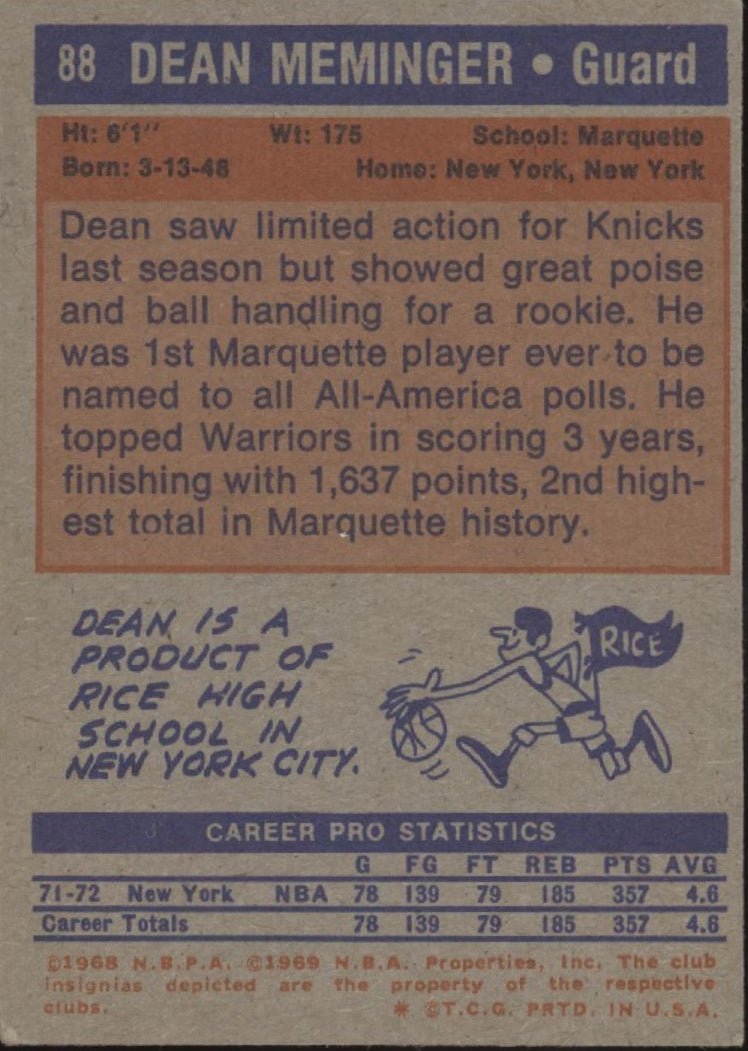 88 DEAN MEMINGER • Guard
Ht: 6'1" Wt: 175 School: Marquette
Born: 3-13-48 Home: New York, New York
Dean saw limited action for Knicks
last season but showed great poise
and ball handling for a rookie. He
was 1st Marquette player ever to be
named to all All-America polls. He
topped Warriors in scoring 3 years,
finishing with 1,637 points, 2nd high-
est total in Marquette history.
DEAN IS A
PRODUCT OF
RICE HIGH
SCHOOL IN
NEW YORK CITY.
RICE
CAREER PRO STATISTICS
G FG FT REB PTS AVG
71-72 New York NBA 78 139 79 185 357 4.6
Career Totals 78 139 79 185 357 4.6
©1968 N.B.P.A. ©1969 N.B.A. Properties, Inc. The club
insignias depicted are the property of the respective
clubs. * ©T.C.G. PRTD. IN U.S.A.